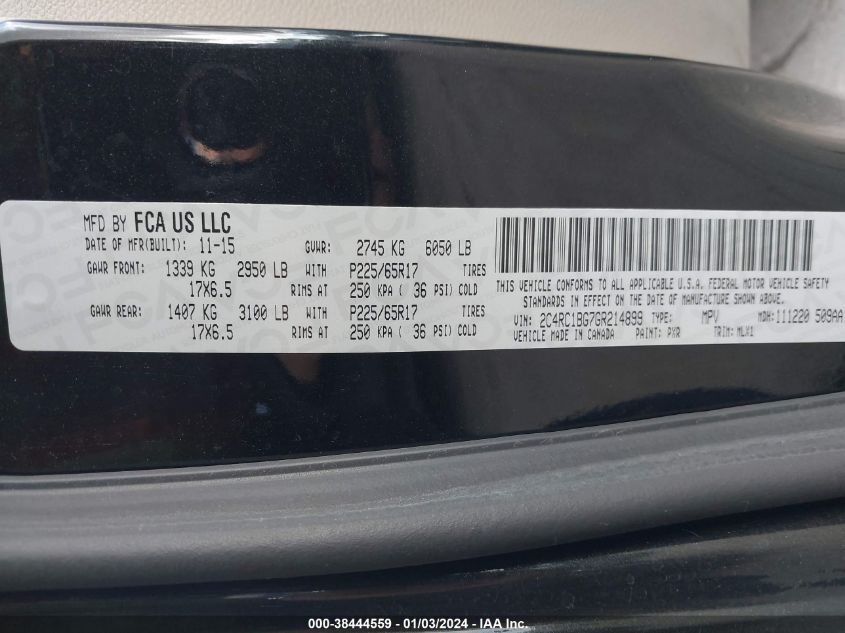 MFD BY FCA US LLC
DATE OF MFR(BUILT): 11-15 GVWR: 2745 KG 6050 LB
GAWR FRONT: 1339 KG 2950 LB WITH P225/65R17 TIRES
17X6.5 RIMS AT 250 KPA ( 36 PSI) COLD
GAWR REAR: 1407 KG 3100 LB WITH P225/65R17 TIRES
17X6.5 RIMS AT 250 KPA ( 36 PSI) COLD
THIS VEHICLE CONFORMS TO ALL APPLICABLE U.S.A. FEDERAL MOTOR VEHICLE SAFETY
STANDARDS IN EFFECT ON THE DATE OF MANUFACTURE SHOWN ABOVE.
VIN: 2C4RC1BG7GR214899 TYPE: MPV MDH: 111220 509AA
VEHICLE MADE IN CANADA PAINT: PXR TRIM: MLX1
000-38444559 - 01/03/2024 - IAA Inc.